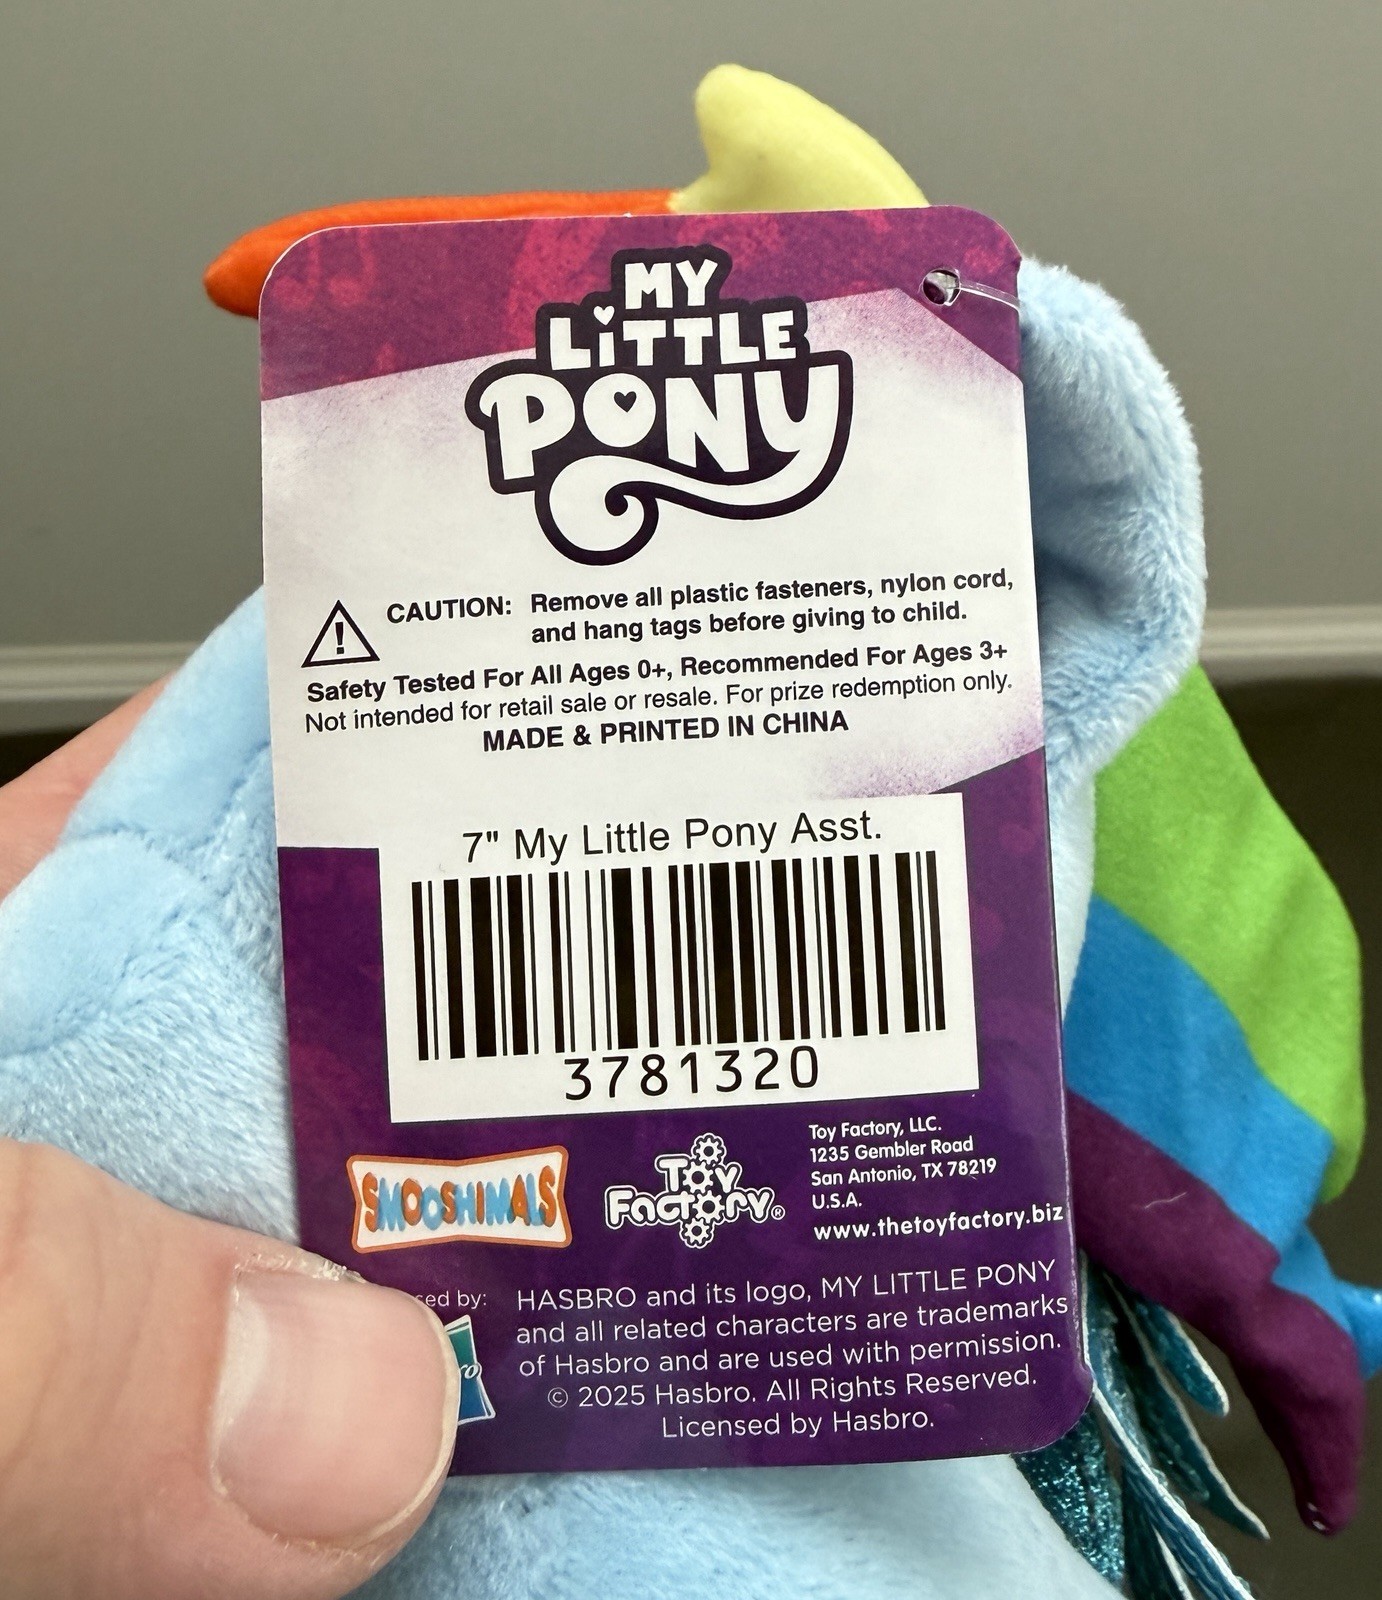 MY
LiTTLE
PONY
CAUTION: Remove all plastic fasteners, nylon cord,
and hang tags before giving to child.
Safety Tested For All Ages 0+, Recommended For Ages 3+
Not intended for retail sale or resale. For prize redemption only.
MADE & PRINTED IN CHINA
7" My Little Pony Asst.
3781320
SMOOSHIMALS
Toy
Factory®
Toy Factory, LLC.
1235 Gembler Road
San Antonio, TX 78219
U.S.A.
www.thetoyfactory.biz
by:
HASBRO and its logo, MY LITTLE PONY
and all related characters are trademarks
of Hasbro and are used with permission.
© 2025 Hasbro. All Rights Reserved.
Licensed by Hasbro.